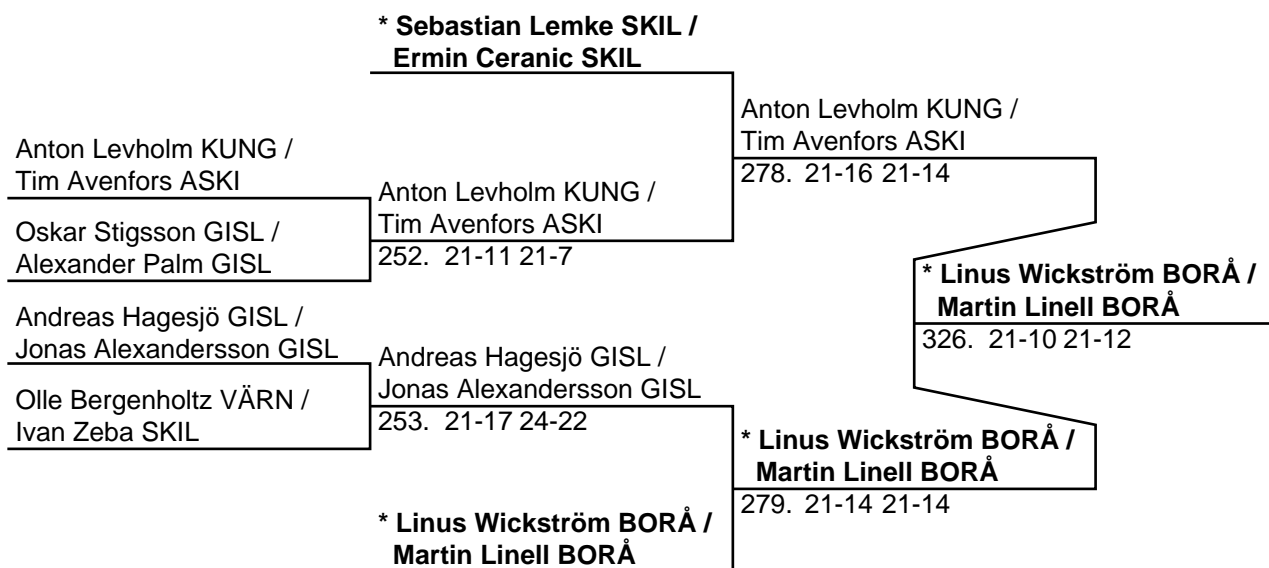 * Sebastian Lemke SKIL /
Ermin Ceranic SKIL
Anton Levholm KUNG /
Tim Avenfors ASKI
278. 21-16 21-14
Anton Levholm KUNG /
Tim Avenfors ASKI
Anton Levholm KUNG /
Tim Avenfors ASKI
252. 21-11 21-7
Oskar Stigsson GISL /
Alexander Palm GISL
* Linus Wickström BORÅ /
Martin Linell BORÅ
326. 21-10 21-12
Andreas Hagesjö GISL /
Jonas Alexandersson GISL
Andreas Hagesjö GISL /
Jonas Alexandersson GISL
253. 21-17 24-22
Olle Bergenholtz VÄRN /
Ivan Zeba SKIL
* Linus Wickström BORÅ /
Martin Linell BORÅ
279. 21-14 21-14
* Linus Wickström BORÅ /
Martin Linell BORÅ